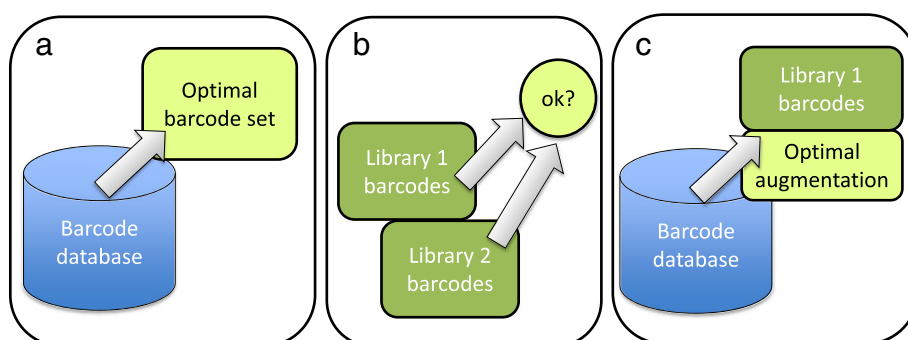 a
Optimal
barcode set
Barcode
database
b
ok?
Library 1
barcodes
Library 2
barcodes
c
Library 1
barcodes
Optimal
augmentation
Barcode
database